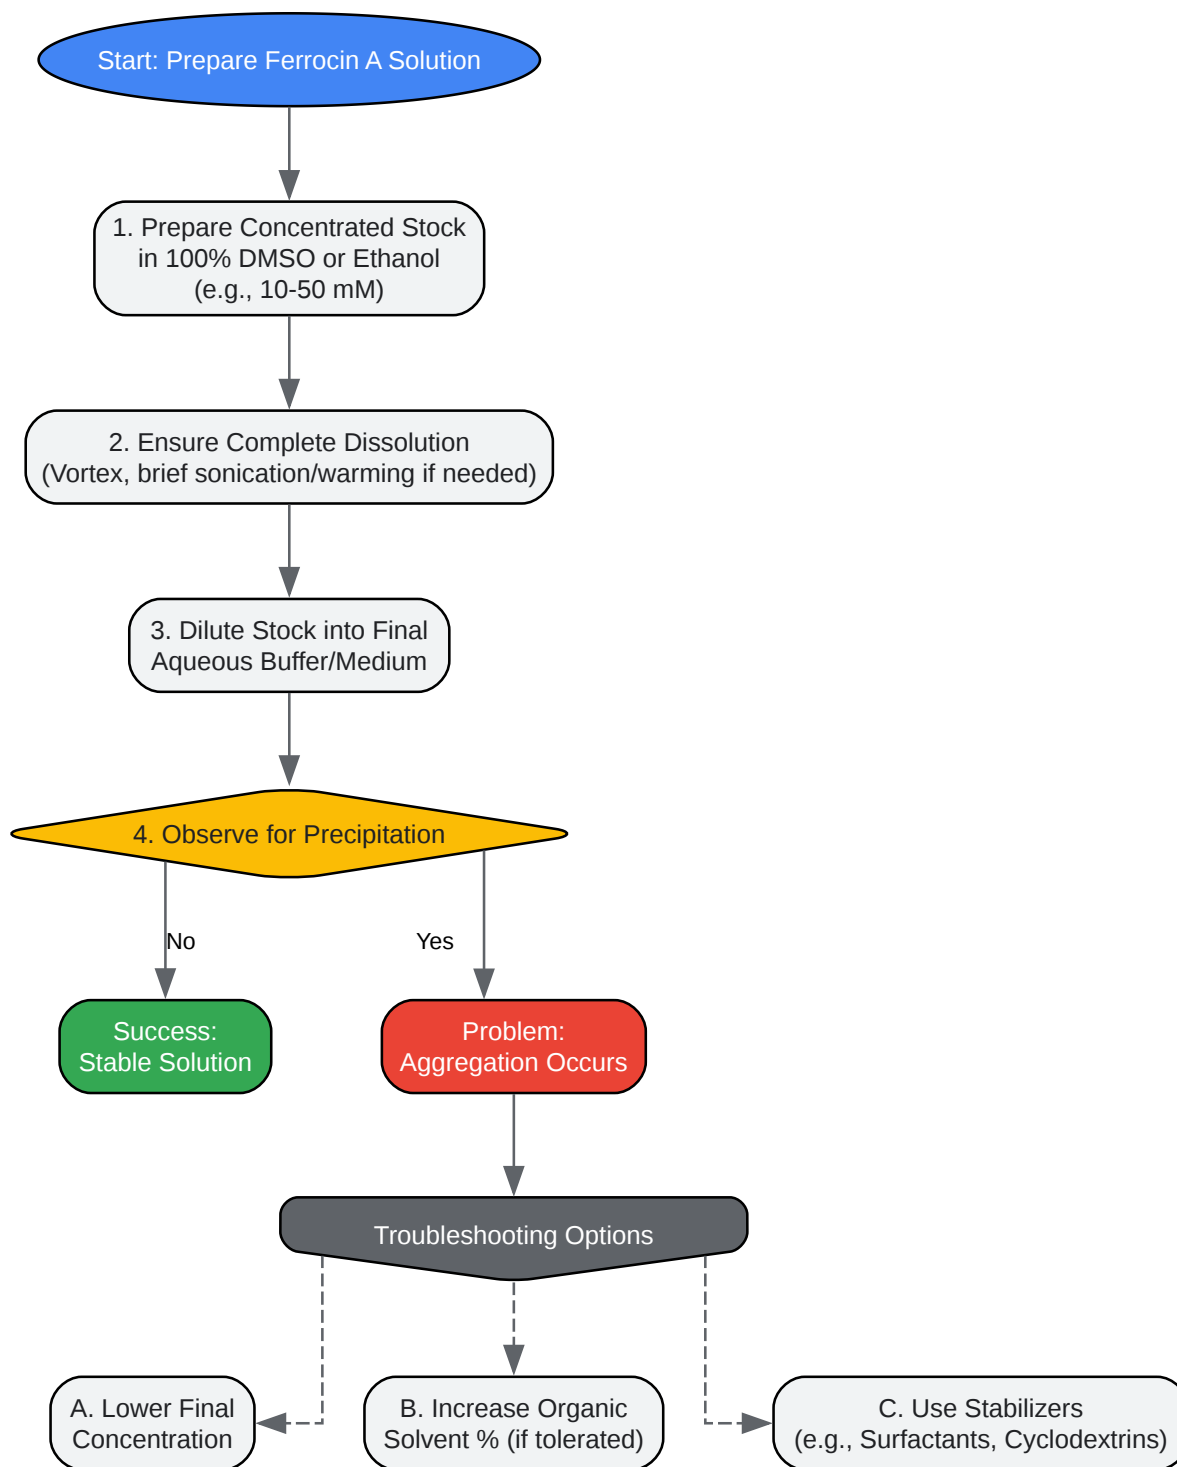 Start: Prepare Ferrocin A Solution
1. Prepare Concentrated Stock
in 100% DMSO or Ethanol
(e.g., 10-50 mM)
2. Ensure Complete Dissolution
(Vortex, brief sonication/warming if needed)
3. Dilute Stock into Final
Aqueous Buffer/Medium
4. Observe for Precipitation
No
Yes
Success:
Stable Solution
Problem:
Aggregation Occurs
Troubleshooting Options
A. Lower Final
Concentration
B. Increase Organic
Solvent % (if tolerated)
C. Use Stabilizers
(e.g., Surfactants, Cyclodextrins)